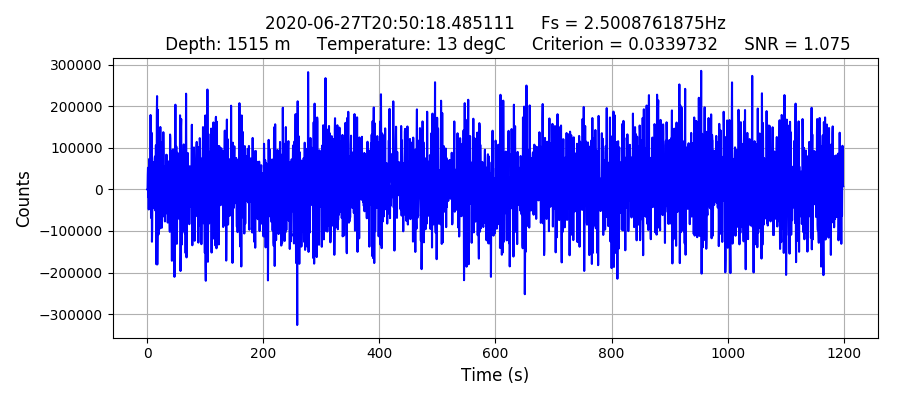 2020-06-27T20:50:18.485111 Fs = 2.5008761875Hz
Depth: 1515 m Temperature: 13 degC Criterion = 0.0339732 SNR = 1.075
300000
200000
100000
0
−100000
−200000
−300000
Counts
0 200 400 600 800 1000 1200
Time (s)